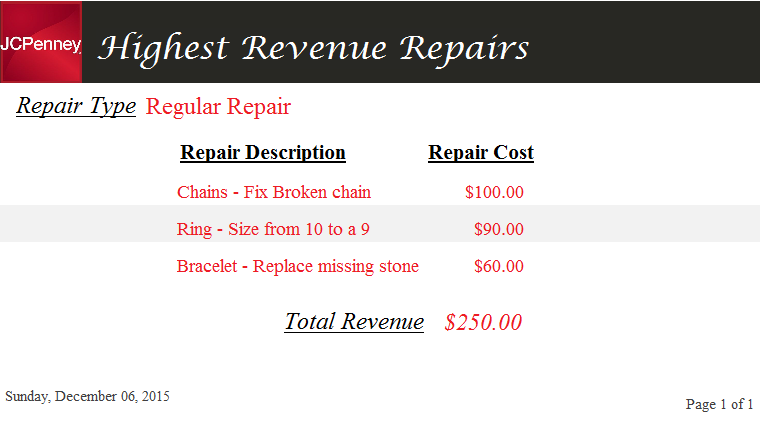 JCPenney
Highest Revenue Repairs
Repair Type Regular Repair
Repair Description Repair Cost
Chains - Fix Broken chain $100.00
Ring - Size from 10 to a 9 $90.00
Bracelet - Replace missing stone $60.00
Total Revenue $250.00
Sunday, December 06, 2015
Page 1 of 1